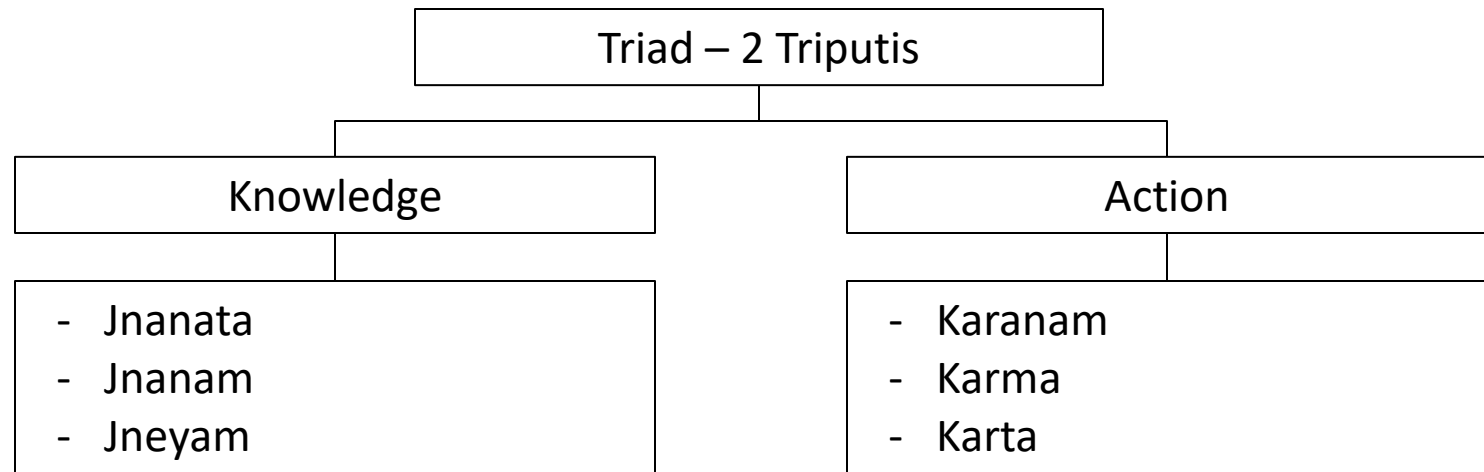 Triad – 2 Triputis
Knowledge
Action
- Jnanata
- Jnanam
- Jneyam
- Karanam
- Karma
- Karta